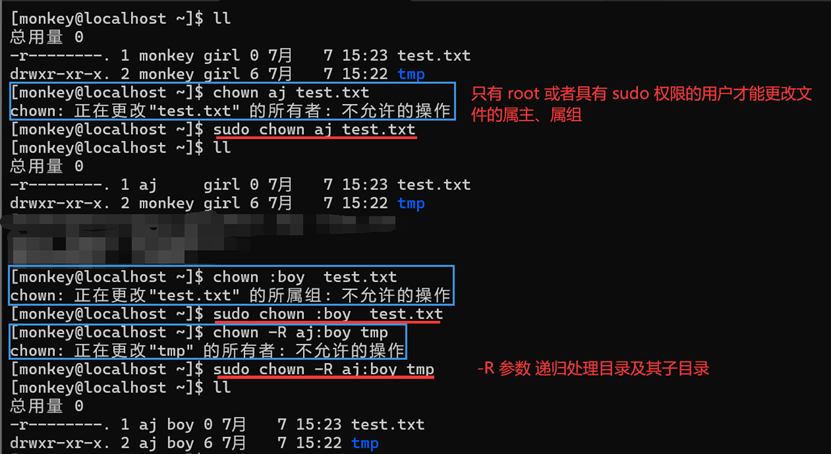 [monkey@localhost ~]$ ll
总用量 0
-r--------. 1 monkey girl 0 7月   7 15:23 test.txt
drwxr-xr-x. 2 monkey girl 6 7月   7 15:22 tmp
[monkey@localhost ~]$ chown aj test.txt
chown: 正在更改"test.txt" 的所有者: 不允许的操作
只有 root 或者具有 sudo 权限的用户才能更改文
件的属主、属组
[monkey@localhost ~]$ sudo chown aj test.txt
[monkey@localhost ~]$ ll
总用量 0
-r--------. 1 aj     girl 0 7月   7 15:23 test.txt
drwxr-xr-x. 2 monkey girl 6 7月   7 15:22 tmp
[monkey@localhost ~]$ chown :boy  test.txt
chown: 正在更改"test.txt" 的所属组: 不允许的操作
[monkey@localhost ~]$ sudo chown :boy  test.txt
[monkey@localhost ~]$ chown -R aj:boy tmp
chown: 正在更改"tmp" 的所有者: 不允许的操作
[monkey@localhost ~]$ sudo chown -R aj:boy tmp
-R 参数 递归处理目录及其子目录
[monkey@localhost ~]$ ll
总用量 0
-r--------. 1 aj boy 0 7月   7 15:23 test.txt
drwxr-xr-x. 2 aj boy 6 7月   7 15:22 tmp